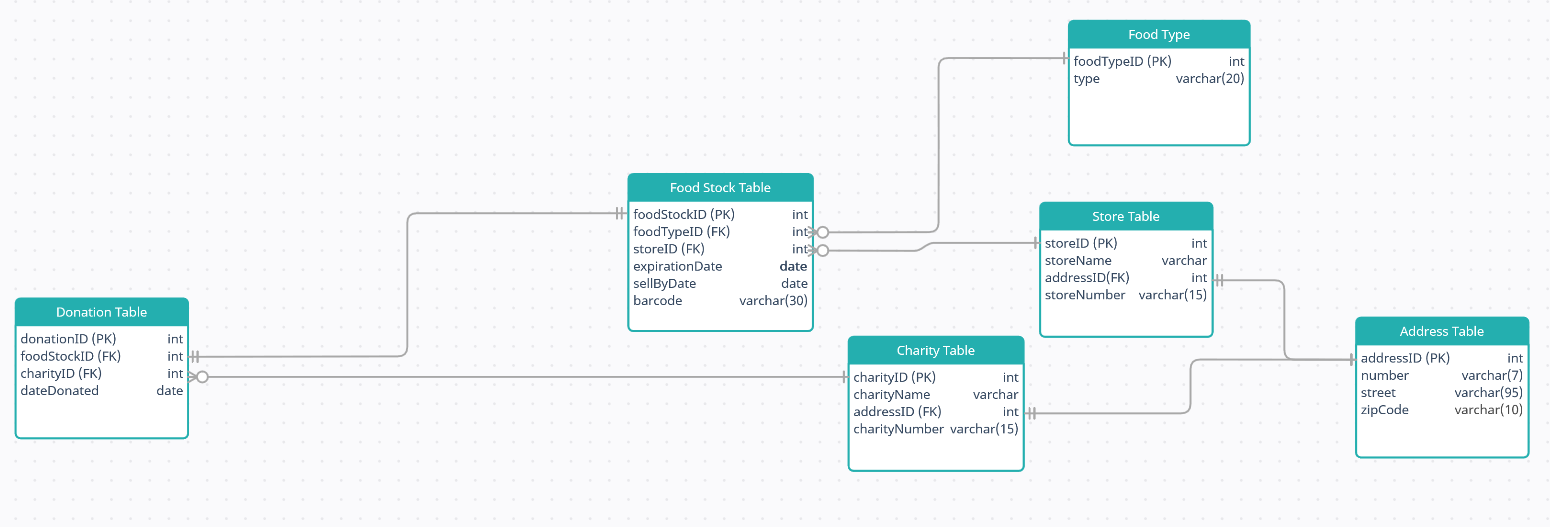 Food Type
foodTypeID (PK) int
type varchar(20)
Food Stock Table
foodStockID (PK) int
foodTypeID (FK) int
storeID (FK) int
expirationDate date
sellByDate date
barcode varchar(30)
Store Table
storeID (PK) int
storeName varchar
addressID(FK) int
storeNumber varchar(15)
Donation Table
donationID (PK) int
foodStockID (FK) int
charityID (FK) int
dateDonated date
Charity Table
charityID (PK) int
charityName varchar
addressID (FK) int
charityNumber varchar(15)
Address Table
addressID (PK) int
number varchar(7)
street varchar(95)
zipCode varchar(10)